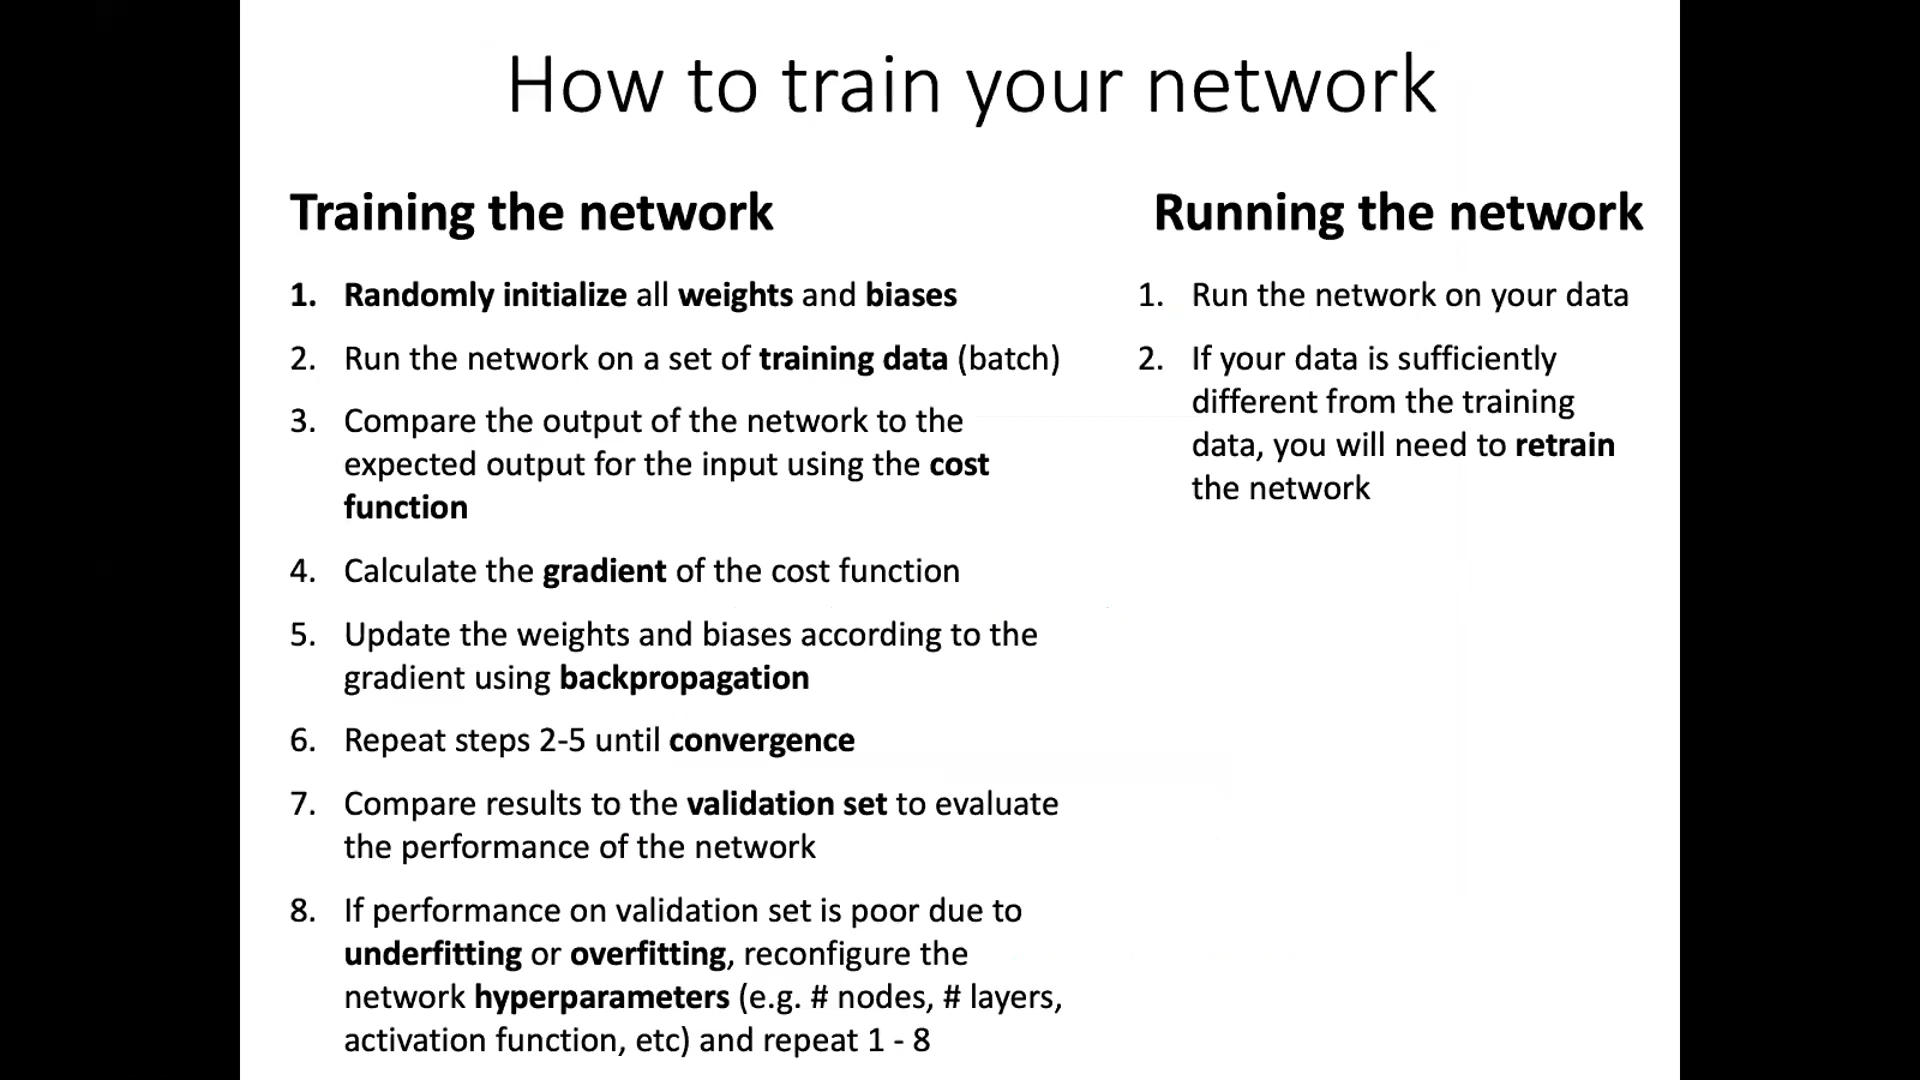 How to train your network
Training the network
1. Randomly initialize all weights and biases
2. Run the network on a set of training data (batch)
3. Compare the output of the network to the
expected output for the input using the cost
function
4. Calculate the gradient of the cost function
5. Update the weights and biases according to the
gradient using backpropagation
6. Repeat steps 2-5 until convergence
7. Compare results to the validation set to evaluate
the performance of the network
8. If performance on validation set is poor due to
underfitting or overfitting, reconfigure the
network hyperparameters (e.g. # nodes, # layers,
activation function, etc) and repeat 1 - 8
Running the network
1. Run the network on your data
2. If your data is sufficiently
different from the training
data, you will need to retrain
the network